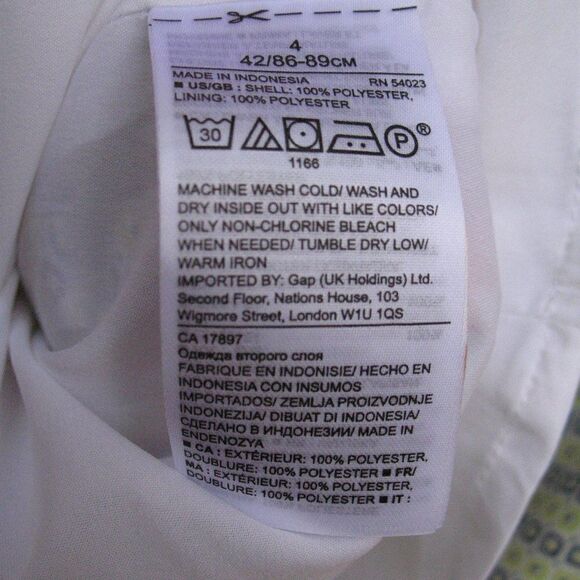 4
42/86-89CM
MADE IN INDONESIA RN 54023
■ US/GB : SHELL: 100% POLYESTER,
LINING: 100% POLYESTER
30 P®
1166
MACHINE WASH COLD/ WASH AND
DRY INSIDE OUT WITH LIKE COLORS/
ONLY NON-CHLORINE BLEACH
WHEN NEEDED/ TUMBLE DRY LOW/
WARM IRON
IMPORTED BY: Gap (UK Holdings) Ltd.
Second Floor, Nations House, 103
Wigmore Street, London W1U 1QS
CA 17897
Одежда второго слоя
FABRIQUE EN INDONISIE/ HECHO EN
INDONESIA CON INSUMOS
IMPORTADOS/ ZEMLJA PROIZVODNJE
INDONEZIJA/ DIBUAT DI INDONESIA/
СДЕЛАНО В ИНДОНЕЗИИ/ MADE IN
ENDENOZYA
■ CA : EXTÉRIEUR: 100% POLYESTER,
DOUBLURE: 100% POLYESTER ■ FR/
MA : EXTÉRIEUR: 100% POLYESTER,
DOUBLURE: 100% POLYESTER ■ IT :